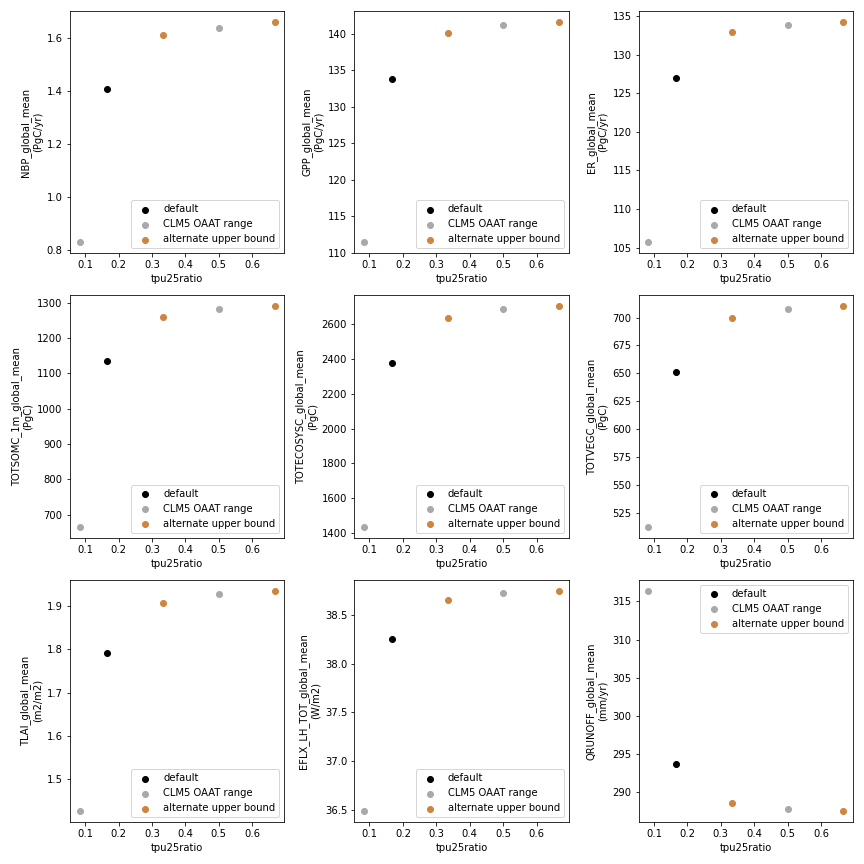 NBP_global_mean
(PgC/yr)
1.6
1.4
1.2
1.0
0.8
default
CLM5 OAAT range
alternate upper bound
0.1 0.2 0.3 0.4 0.5 0.6
tpu25ratio
GPP_global_mean
(PgC/yr)
140
135
130
125
120
115
110
default
CLM5 OAAT range
alternate upper bound
0.1 0.2 0.3 0.4 0.5 0.6
tpu25ratio
ER_global_mean
(PgC/yr)
135
130
125
120
115
110
105
default
CLM5 OAAT range
alternate upper bound
0.1 0.2 0.3 0.4 0.5 0.6
tpu25ratio
TOTSOMC_1m_global_mean
(PgC)
1300
1200
1100
1000
900
800
700
default
CLM5 OAAT range
alternate upper bound
0.1 0.2 0.3 0.4 0.5 0.6
tpu25ratio
TOTECOSYSC_global_mean
(PgC)
2600
2400
2200
2000
1800
1600
1400
default
CLM5 OAAT range
alternate upper bound
0.1 0.2 0.3 0.4 0.5 0.6
tpu25ratio
TOTVEGC_global_mean
(PgC)
700
675
650
625
600
575
550
525
default
CLM5 OAAT range
alternate upper bound
0.1 0.2 0.3 0.4 0.5 0.6
tpu25ratio
TLAI_global_mean
(m2/m2)
1.9
1.8
1.7
1.6
1.5
default
CLM5 OAAT range
alternate upper bound
0.1 0.2 0.3 0.4 0.5 0.6
tpu25ratio
EFLX_LH_TOT_global_mean
(W/m2)
38.5
38.0
37.5
37.0
36.5
default
CLM5 OAAT range
alternate upper bound
0.1 0.2 0.3 0.4 0.5 0.6
tpu25ratio
QRUNOFF_global_mean
(mm/yr)
315
310
305
300
295
290
default
CLM5 OAAT range
alternate upper bound
0.1 0.2 0.3 0.4 0.5 0.6
tpu25ratio